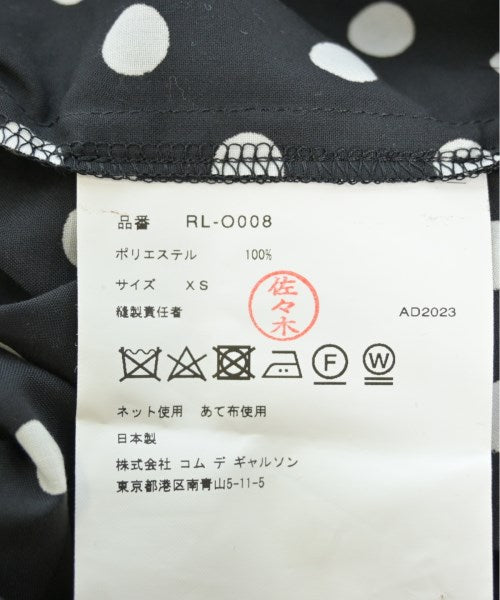 品番 RL-O008
ポリエステル 100%
サイズ XS
縫製責任者 佐々木 AD2023
F W
ネット使用 あて布使用
日本製
株式会社 コム デ ギャルソン
東京都港区南青山5-11-5